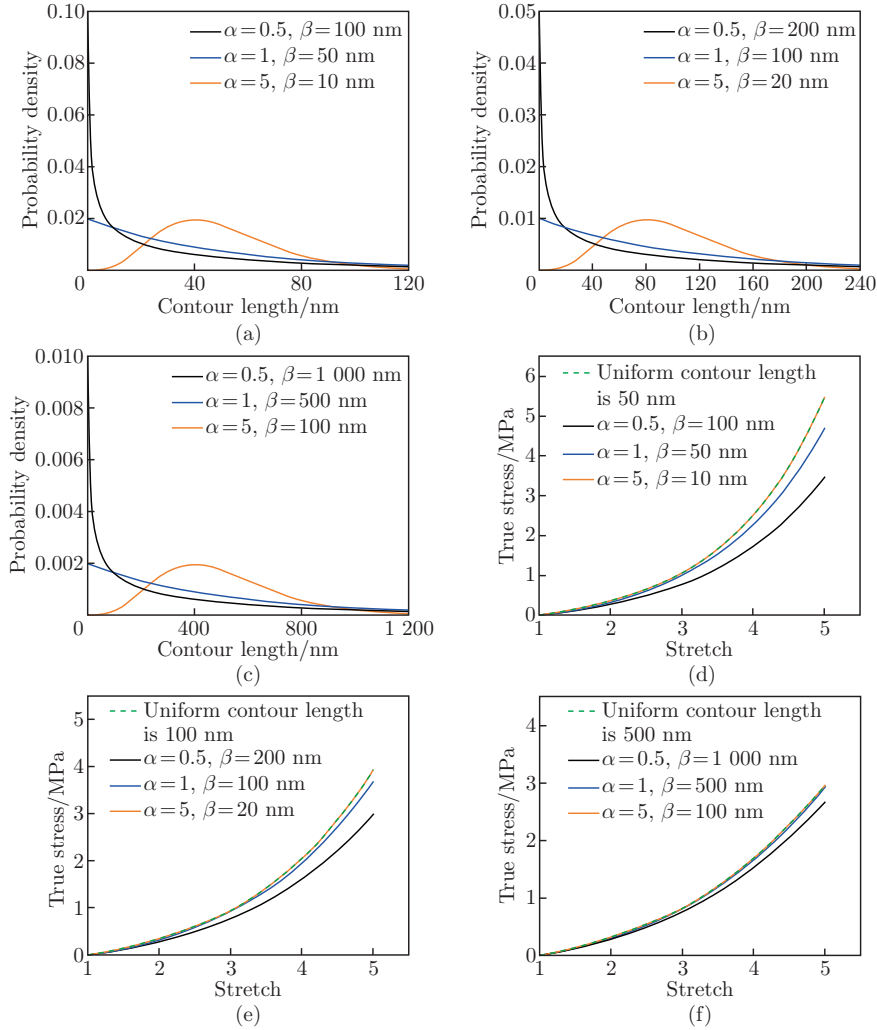 0.10
0.08
0.06
0.04
0.02
0
40
80
120
Probability density
Contour length/nm
α=0.5, β=100 nm
α=1, β=50 nm
α=5, β=10 nm
(a)
0.05
0.04
0.03
0.02
0.01
0
40
80
120
160
200
240
Probability density
Contour length/nm
α=0.5, β=200 nm
α=1, β=100 nm
α=5, β=20 nm
(b)
0.010
0.008
0.006
0.004
0.002
0
400
800
1 200
Probability density
Contour length/nm
α=0.5, β=1 000 nm
α=1, β=500 nm
α=5, β=100 nm
(c)
6
5
4
3
2
1
0
1
2
3
4
5
True stress/MPa
Stretch
Uniform contour length
is 50 nm
α=0.5, β=100 nm
α=1, β=50 nm
α=5, β=10 nm
(d)
5
4
3
2
1
0
1
2
3
4
5
True stress/MPa
Stretch
Uniform contour length
is 100 nm
α=0.5, β=200 nm
α=1, β=100 nm
α=5, β=20 nm
(e)
4
3
2
1
0
1
2
3
4
5
True stress/MPa
Stretch
Uniform contour length
is 500 nm
α=0.5, β=1 000 nm
α=1, β=500 nm
α=5, β=100 nm
(f)